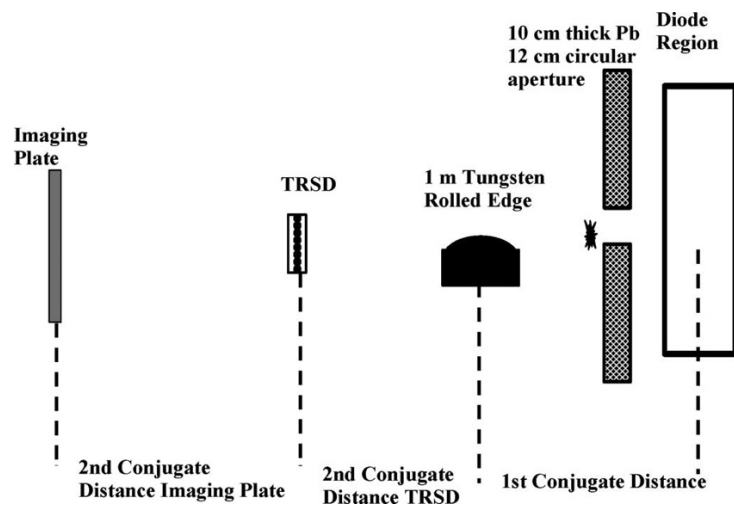 10 cm thick Pb
12 cm circular
aperture
Diode
Region
Imaging
Plate
TRSD
1 m Tungsten
Rolled Edge
2nd Conjugate
Distance Imaging Plate
2nd Conjugate
Distance TRSD
1st Conjugate Distance